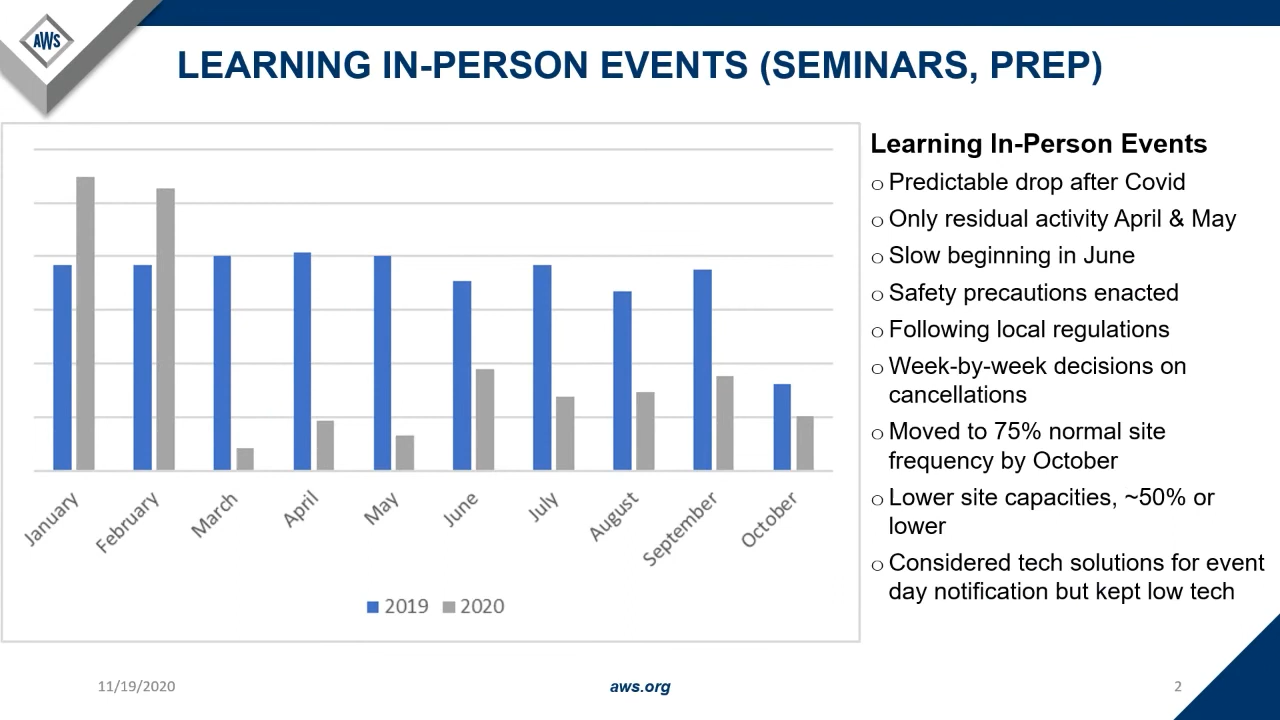 AWS
LEARNING IN-PERSON EVENTS (SEMINARS, PREP)
January
February
March
April
May
June
July
August
September
October
2019
2020
Learning In-Person Events
o Predictable drop after Covid
o Only residual activity April & May
o Slow beginning in June
o Safety precautions enacted
o Following local regulations
o Week-by-week decisions on
cancellations
o Moved to 75% normal site
frequency by October
o Lower site capacities, ~50% or
lower
o Considered tech solutions for event
day notification but kept low tech
11/19/2020
aws.org
2